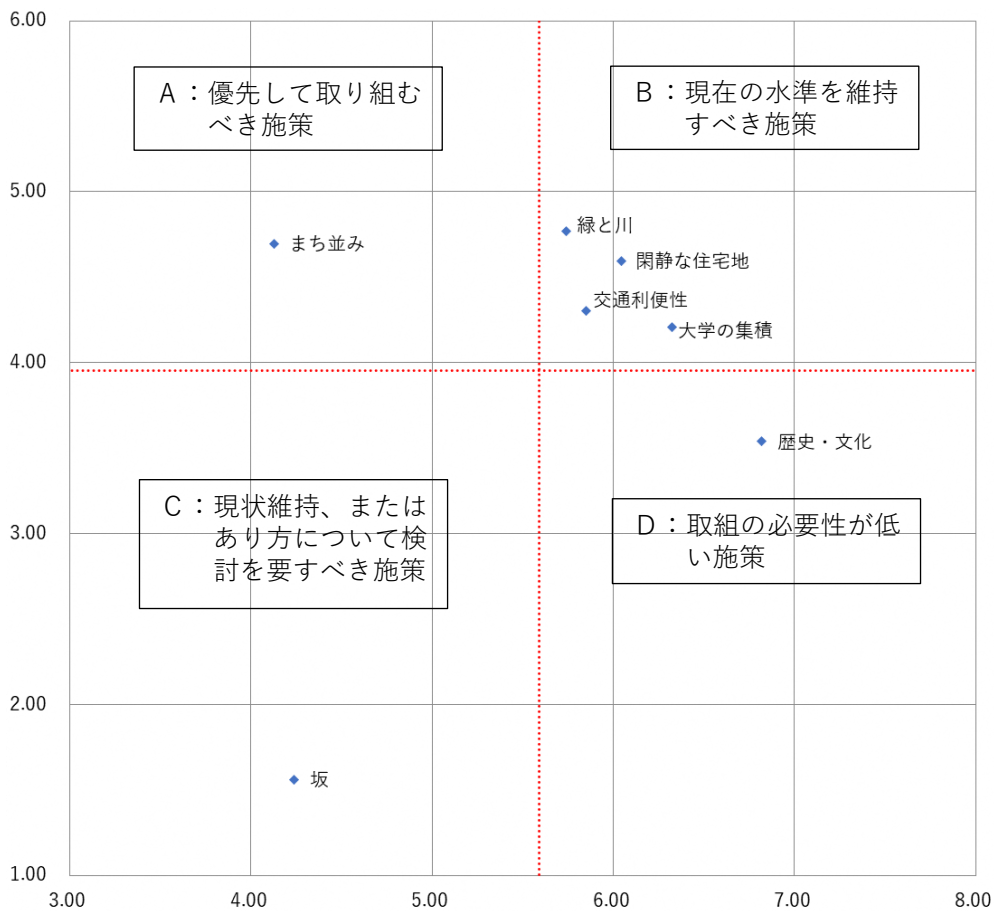 6.00
A：優先して取り組む
べき施策
B：現在の水準を維持
すべき施策
5.00
緑と川
まち並み
閑静な住宅地
交通利便性
大学の集積
4.00
歴史・文化
C：現状維持、または
あり方について検
討を要すべき施策
D：取組の必要性が低
い施策
3.00
2.00
坂
1.00
3.00 4.00 5.00 6.00 7.00 8.00